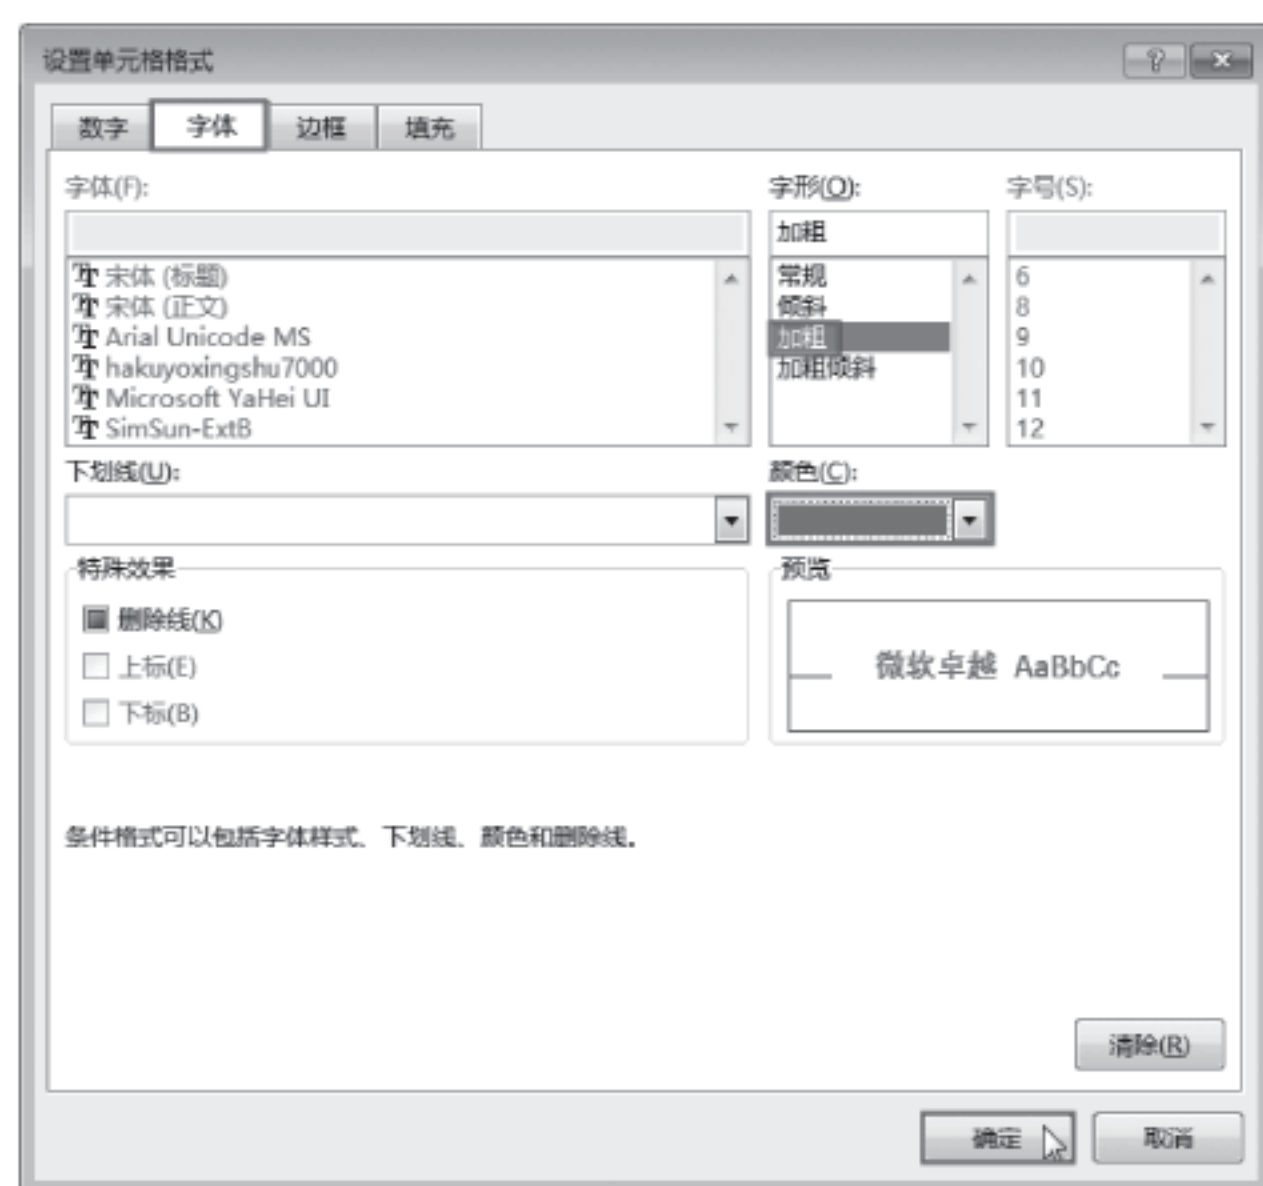 设置单元格格式
数字 字体 边框 填充
字体(F): 字形(O): 字号(S):
加粗
宋体 (标题) 常规 6
宋体 (正文) 倾斜 8
Arial Unicode MS 加粗 9
hakuyoxingshu7000 加粗倾斜 10
Microsoft YaHei UI 11
SimSun-ExtB 12
下划线(U): 颜色(C):
特殊效果 预览
删除线(K)
上标(E) 微软卓越 AaBbCc
下标(B)
条件格式可以包括字体样式、下划线、颜色和删除线。
清除(R)
确定 取消